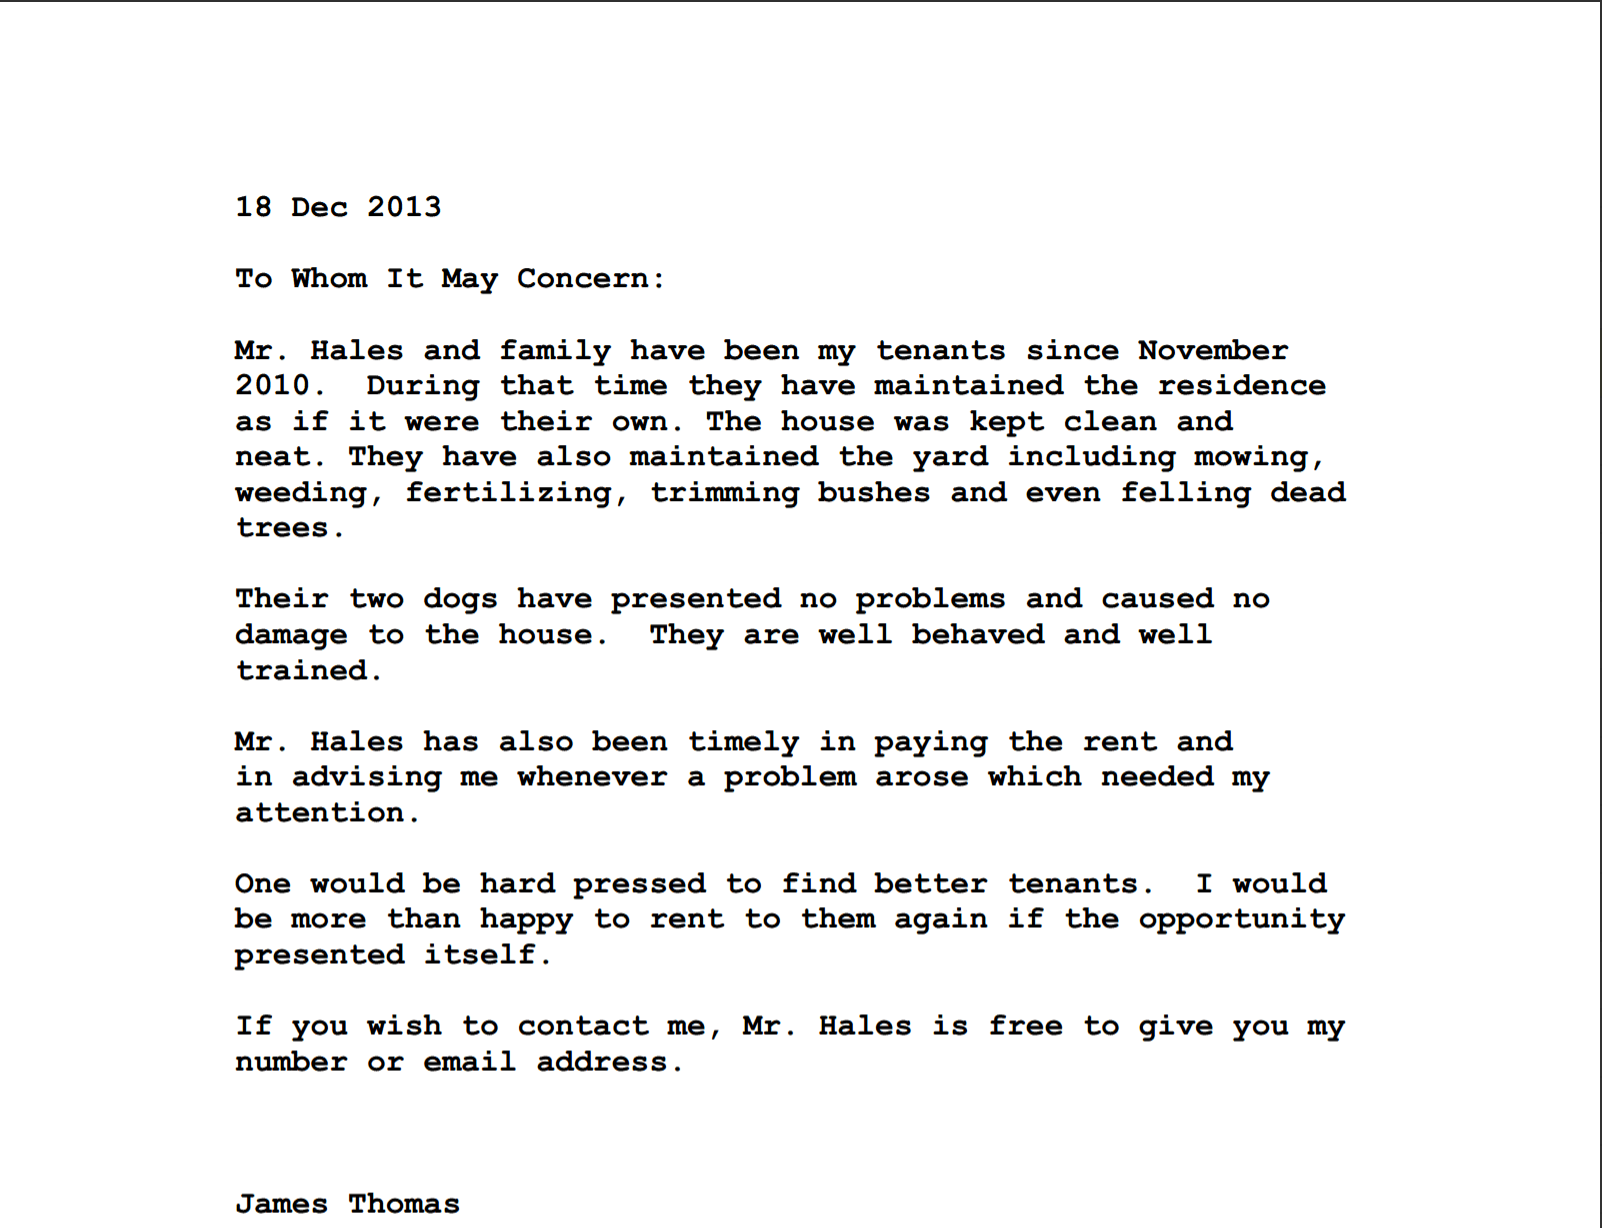 18 Dec 2013
To Whom It May Concern:
Mr. Hales and family have been my tenants since November
2010.  During that time they have maintained the residence
as if it were their own. The house was kept clean and
neat. They have also maintained the yard including mowing,
weeding, fertilizing, trimming bushes and even felling dead
trees.
Their two dogs have presented no problems and caused no
damage to the house.  They are well behaved and well
trained.
Mr. Hales has also been timely in paying the rent and
in advising me whenever a problem arose which needed my
attention.
One would be hard pressed to find better tenants.  I would
be more than happy to rent to them again if the opportunity
presented itself.
If you wish to contact me, Mr. Hales is free to give you my
number or email address.
James Thomas